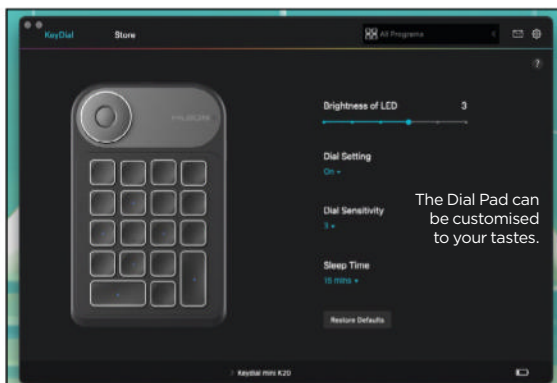 KeyDial Store All Programs
?
Brightness of LED 3
Dial Setting
On
Dial Sensitivity
3
Sleep Time
15 mins
Restore Defaults
HUION
The Dial Pad can
be customised
to your tastes.
Keydial mini K20